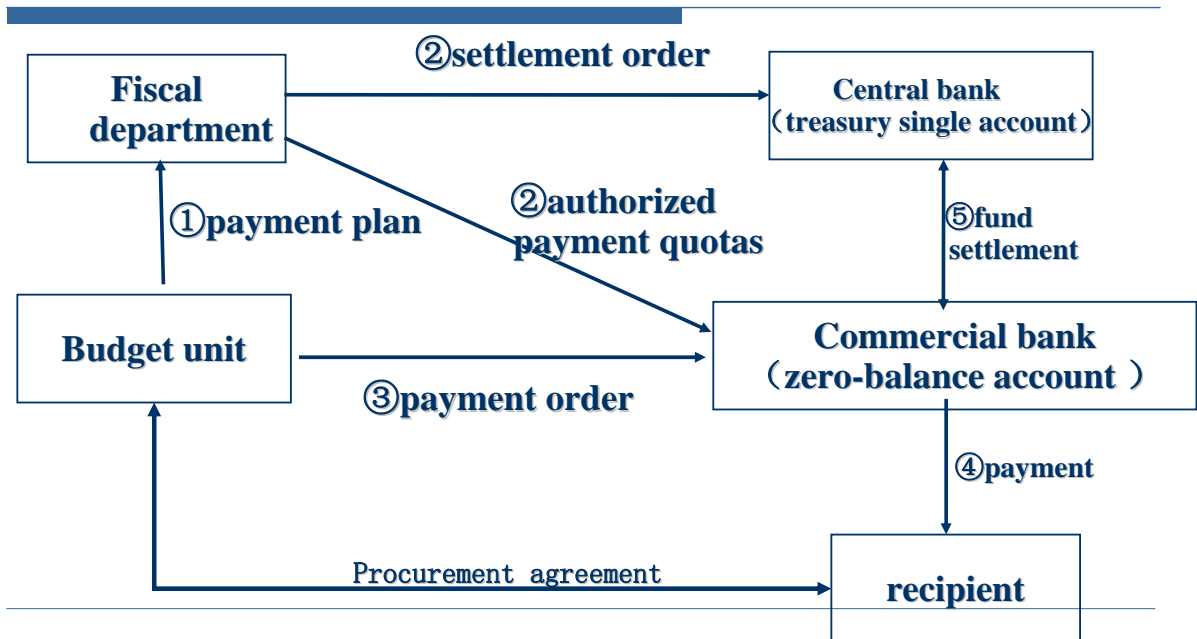 ②settlement order
Fiscal
department
Central bank
（treasury single account）
①payment plan
②authorized
payment quotas
⑤fund
settlement
Budget unit
Commercial bank
（zero-balance account ）
③payment order
④payment
Procurement agreement
recipient